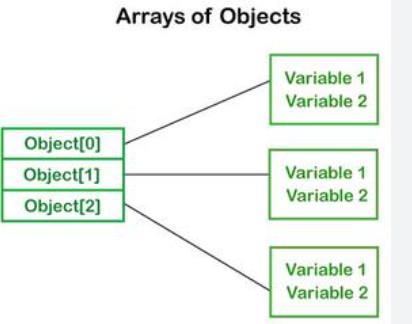 Arrays of Objects
Object[0]
Object[1]
Object[2]
Variable 1
Variable 2
Variable 1
Variable 2
Variable 1
Variable 2